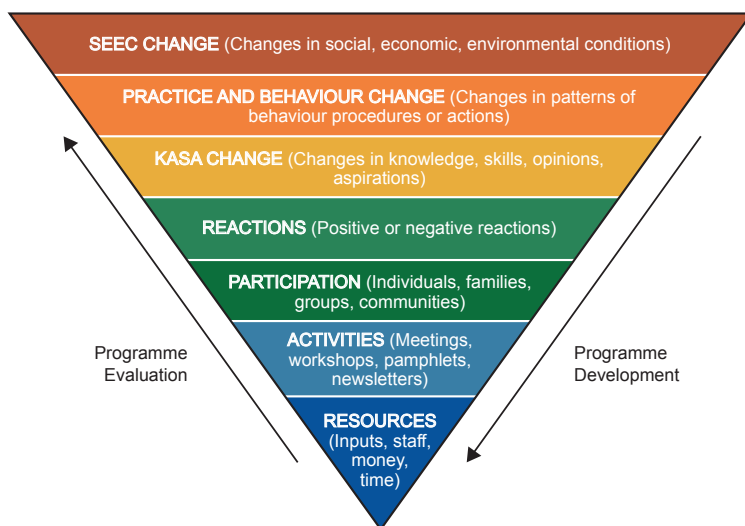 SEEC CHANGE (Changes in social, economic, environmental conditions)
PRACTICE AND BEHAVIOUR CHANGE (Changes in patterns of
behaviour procedures or actions)
KASA CHANGE (Changes in knowledge, skills, opinions,
aspirations)
REACTIONS (Positive or negative reactions)
PARTICIPATION (Individuals, families,
groups, communities)
ACTIVITIES (Meetings,
workshops, pamphlets,
newsletters)
RESOURCES
(Inputs, staff,
money,
time)
Programme
Evaluation
Programme
Development